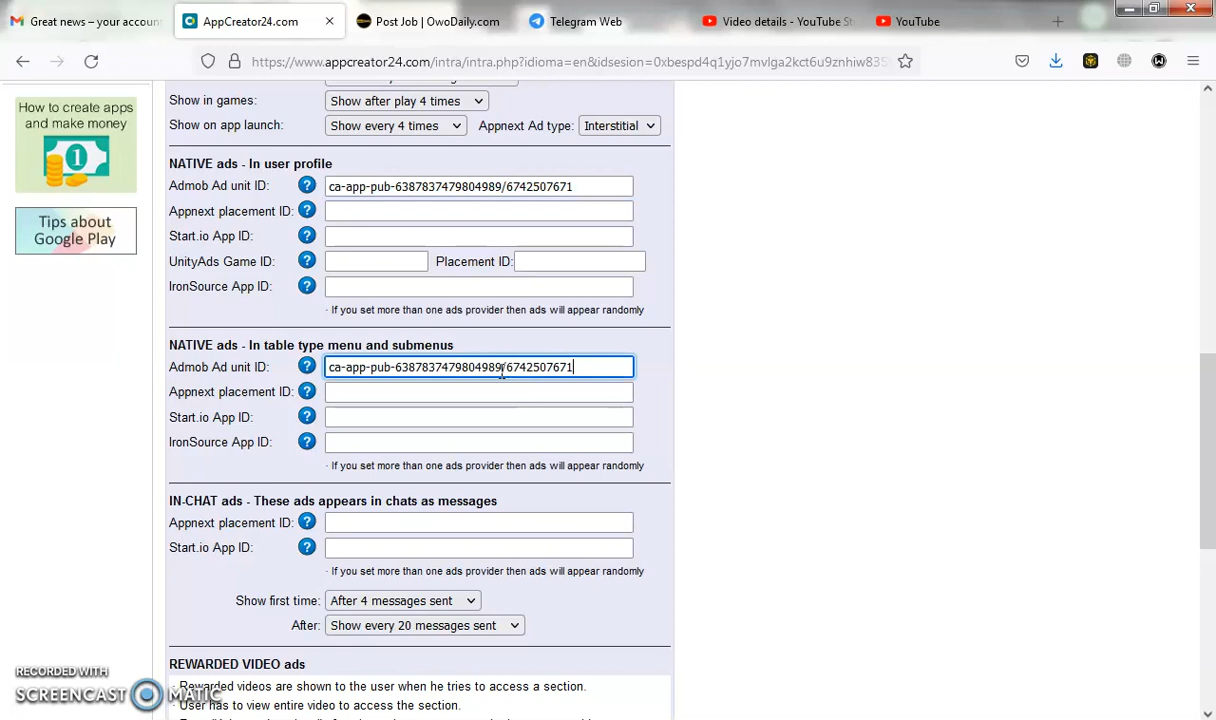 Great news – your accoun
AppCreator24.com
Post Job | OwoDaily.com
Telegram Web
Video details - YouTube St
YouTube
https://www.appcreator24.com/intra/intra.php?idioma=en&idsesion=0xbespd4q1yjo7mvlga2kct6u9znhiw835
How to create apps
and make money
Tips about
Google Play
Show in games: Show after play 4 times
Show on app launch: Show every 4 times Appnext Ad type: Interstitial
NATIVE ads - In user profile
Admob Ad unit ID: ? ca-app-pub-6387837479804989/6742507671
Appnext placement ID: ?
Start.io App ID: ?
UnityAds Game ID: ? Placement ID:
IronSource App ID: ?
- If you set more than one ads provider then ads will appear randomly
NATIVE ads - In table type menu and submenus
Admob Ad unit ID: ? ca-app-pub-6387837479804989/6742507671
Appnext placement ID: ?
Start.io App ID: ?
IronSource App ID: ?
- If you set more than one ads provider then ads will appear randomly
IN-CHAT ads - These ads appears in chats as messages
Appnext placement ID: ?
Start.io App ID: ?
- If you set more than one ads provider then ads will appear randomly
Show first time: After 4 messages sent
After: Show every 20 messages sent
REWARDED VIDEO ads
- Rewarded videos are shown to the user when he tries to access a section.
- User has to view entire video to access the section.
RECORDED WITH
SCREENCAST MATIC